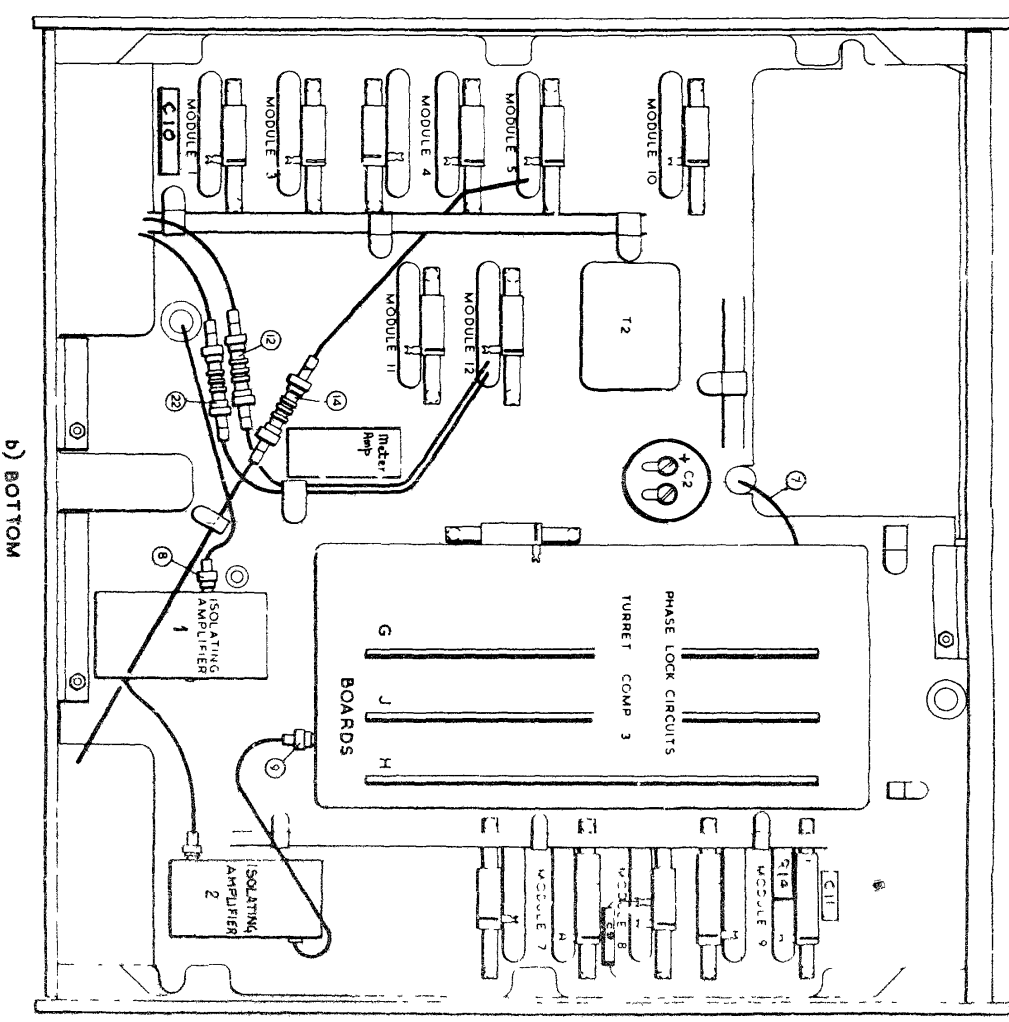 C10
MODULE
MODULE 3
MODULE 4
MODULE 5
MODULE 10
MODULE 11
MODULE 12
T2
12
22
14
Meter
Amp
+ C2
7
8
ISOLATING
AMPLIFIER
1
PHASE LOCK CIRCUITS
TURRET COMP 3
G
J
H
BOARDS
9
ISOLATING
AMPLIFIER
2
MODULE 7
MODULE 8
MODULE 9
C11
b) BOTTOM